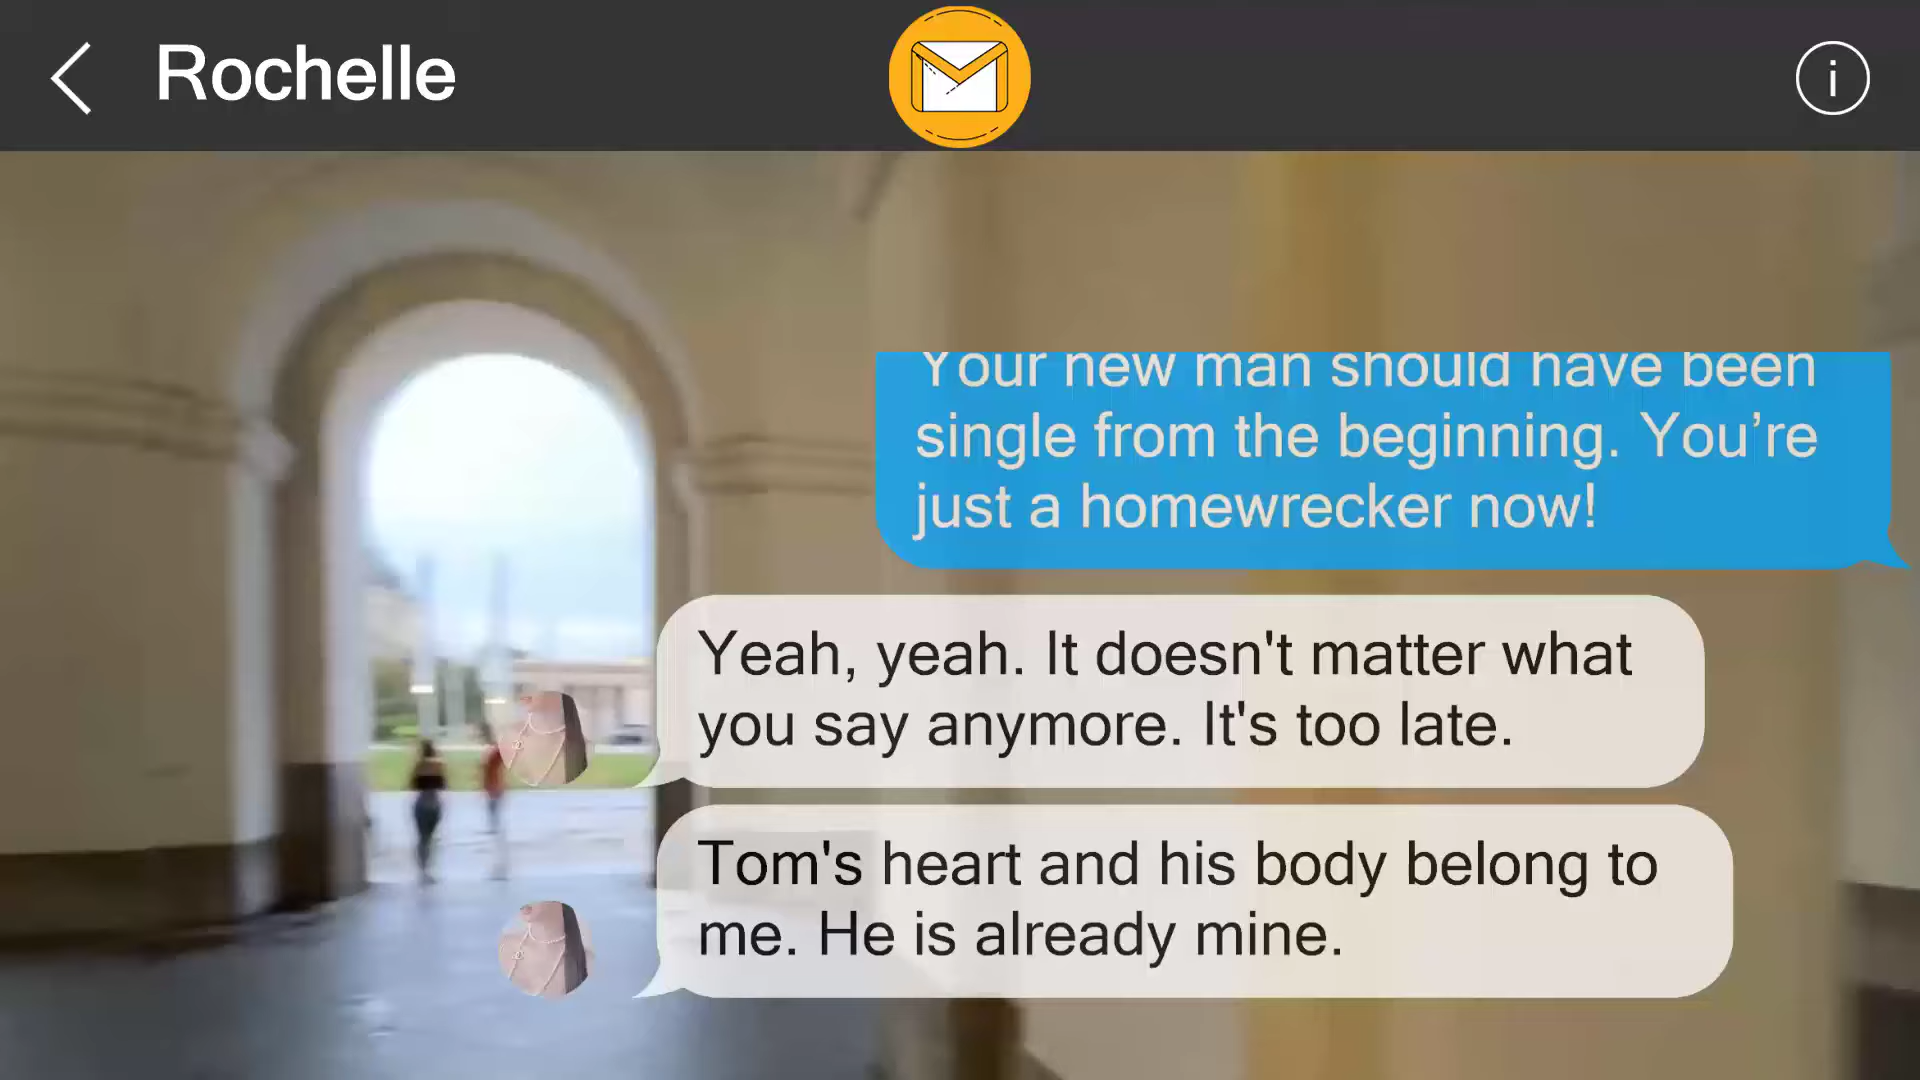 Rochelle
i
Your new man should have been
single from the beginning. You’re
just a homewrecker now!
Yeah, yeah. It doesn't matter what
you say anymore. It's too late.
Tom's heart and his body belong to
me. He is already mine.